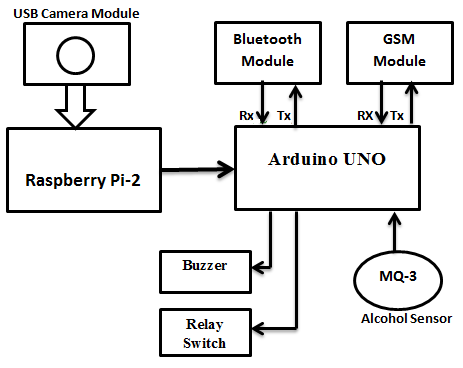 USB Camera Module
Bluetooth
Module
GSM
Module
Rx
Tx
RX
Tx
Raspberry Pi-2
Arduino UNO
Buzzer
Relay
Switch
MQ-3
Alcohol Sensor